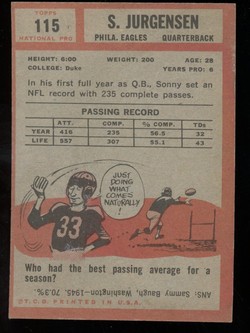 TOPPS
115
NATIONAL PRO
S. JURGENSEN
PHILA. EAGLES QUARTERBACK
HEIGHT: 6:00 WEIGHT: 200 AGE: 28
COLLEGE: Duke YEARS PRO: 6
In his first full year as Q.B., Sonny set an
NFL record with 235 complete passes.
PASSING RECORD
ATT. COMP. % COMP. TDs
YEAR 416 235 56.5 32
LIFE 557 307 55.1 43
JUST
DOING
WHAT
COMES
NATURALLY!
33
Who had the best passing average for a
season?
ANS: Sammy Baugh, Washington—1945. 70.3%.
©T.C.G. PRINTED IN U.S.A.